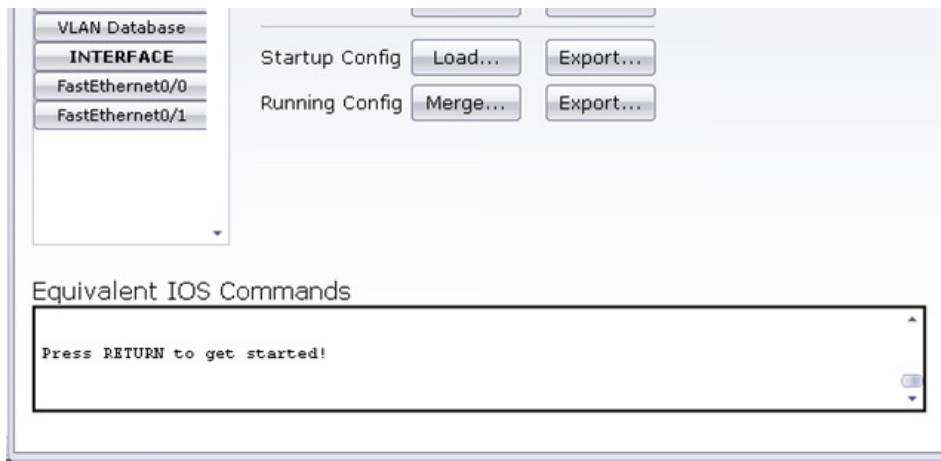 VLAN Database
INTERFACE
FastEthernet0/0
FastEthernet0/1
Startup Config Load... Export...
Running Config Merge... Export...
Equivalent IOS Commands
Press RETURN to get started!